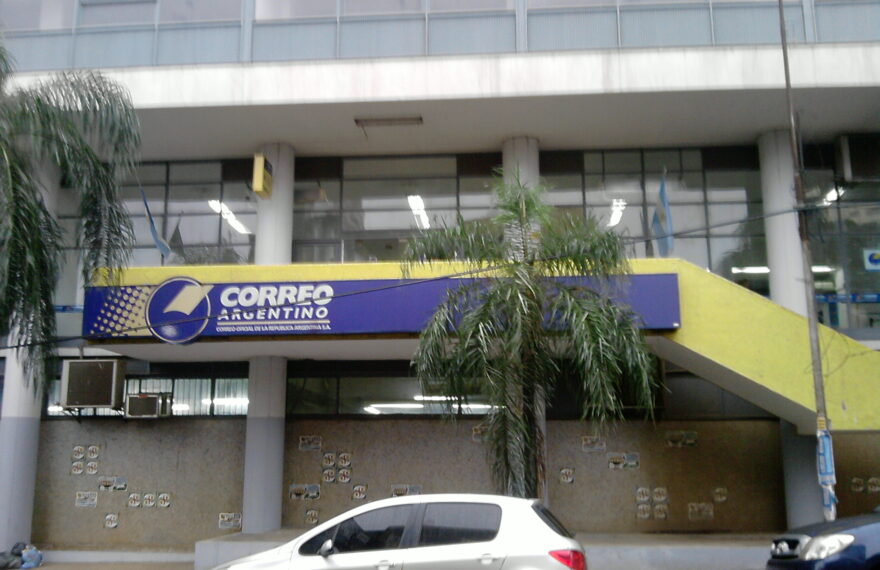 CORREO
ARGENTINO
CORREO OFICIAL DE LA REPUBLICA ARGENTINA S.A.